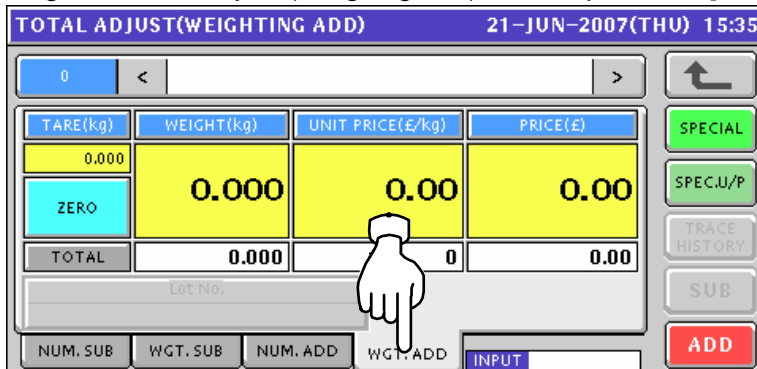 TOTAL ADJUST(WEIGHTING ADD) 21-JUN-2007(THU) 15:35
0 < >
TARE(kg) WEIGHT(kg) UNIT PRICE(£/kg) PRICE(£) SPECIAL
0.000
0.000 0.00 0.00 SPEC.U/P
ZERO
TRACE
HISTORY
TOTAL 0.000 0 0.00
Lot No. SUB
NUM. SUB WGT. SUB NUM. ADD WGT. ADD INPUT ADD